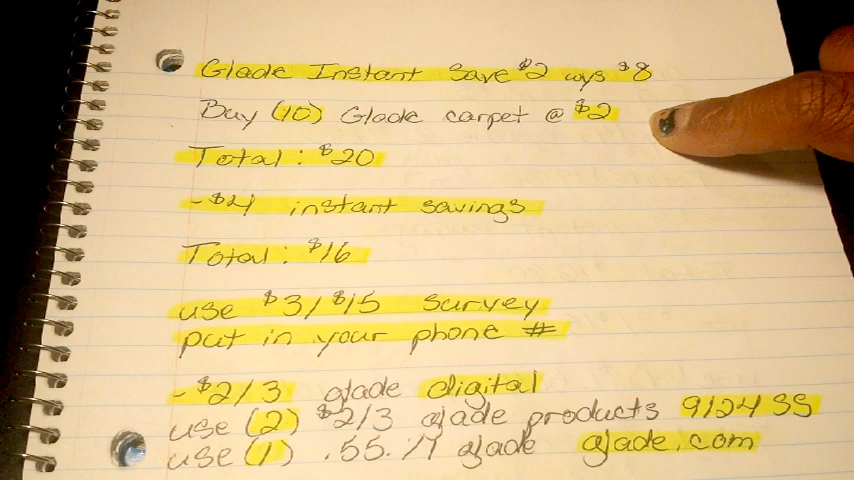 Glade Instant Save $2 wys $8
Buy (10) Glade carpet @ $2
Total: $20
-$4 instant savings
Total: $16
use $3/$15 survey
put in your phone #
-$2/3 glade digital
use (2) $2/3 glade products 9/24 SS
use (1) .55./1 glade glade.com